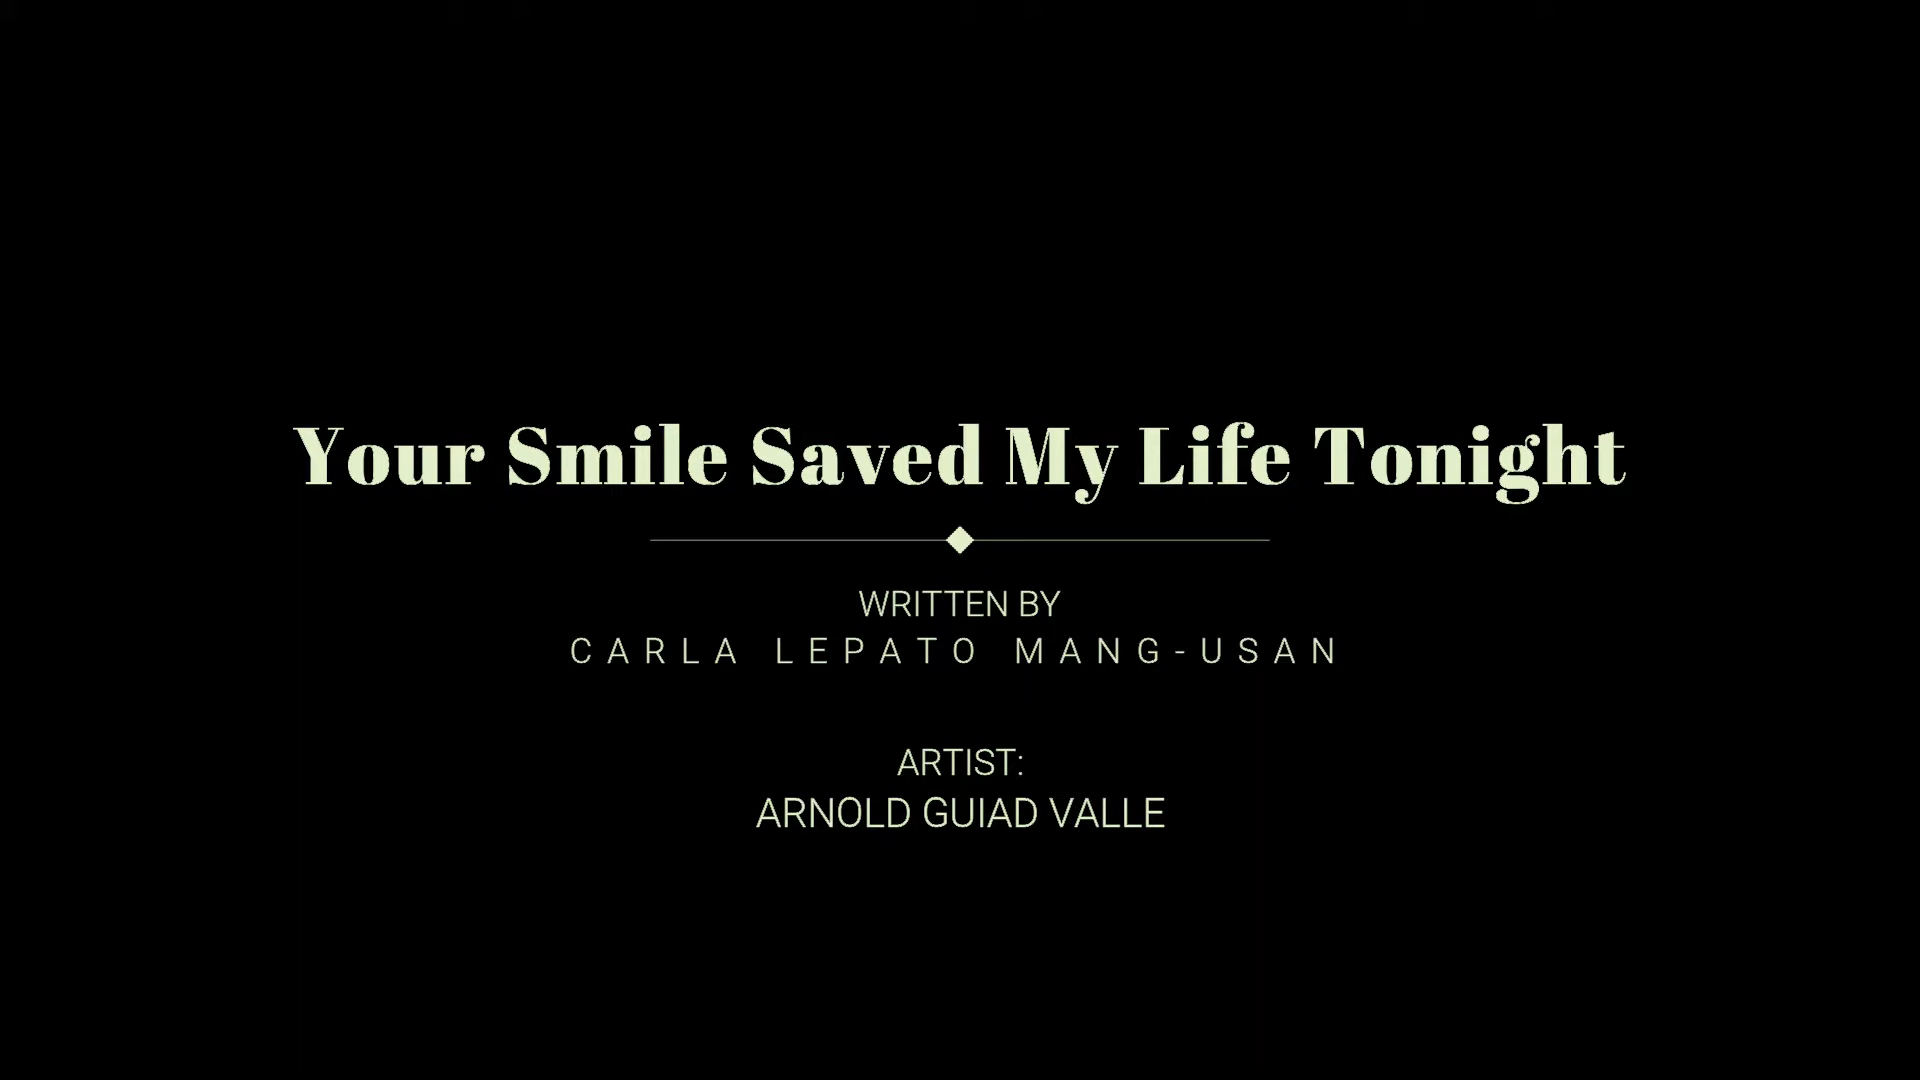 Your Smile Saved My Life Tonight
WRITTEN BY
CARLA LEPATO MANG-USAN
ARTIST:
ARNOLD GUIAD VALLE